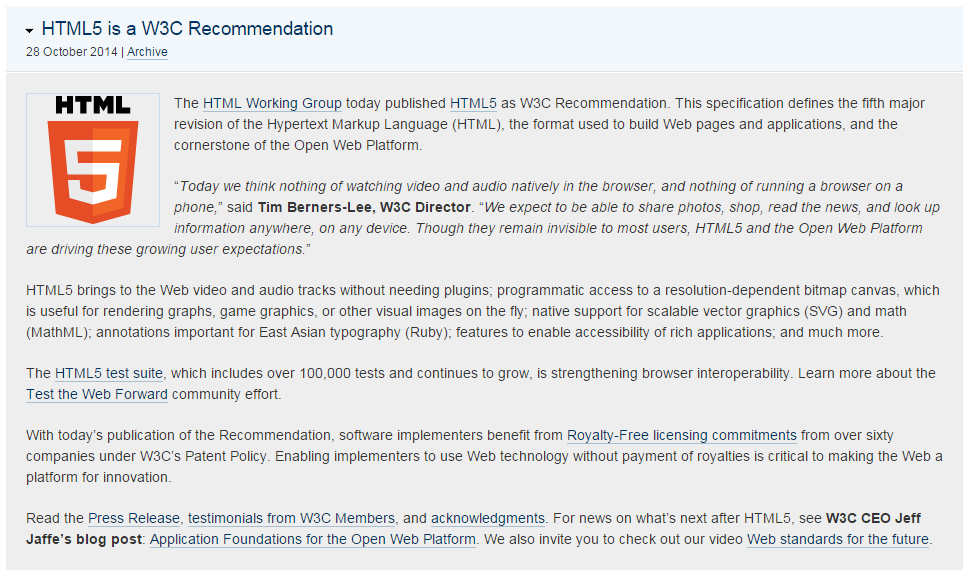 HTML5 is a W3C Recommendation
28 October 2014 | Archive
HTML
5
The HTML Working Group today published HTML5 as W3C Recommendation. This specification defines the fifth major
revision of the Hypertext Markup Language (HTML), the format used to build Web pages and applications, and the
cornerstone of the Open Web Platform.
“Today we think nothing of watching video and audio natively in the browser, and nothing of running a browser on a
phone,” said Tim Berners-Lee, W3C Director. “We expect to be able to share photos, shop, read the news, and look up
information anywhere, on any device. Though they remain invisible to most users, HTML5 and the Open Web Platform
are driving these growing user expectations.”
HTML5 brings to the Web video and audio tracks without needing plugins; programmatic access to a resolution-dependent bitmap canvas, which
is useful for rendering graphs, game graphics, or other visual images on the fly; native support for scalable vector graphics (SVG) and math
(MathML); annotations important for East Asian typography (Ruby); features to enable accessibility of rich applications; and much more.
The HTML5 test suite, which includes over 100,000 tests and continues to grow, is strengthening browser interoperability. Learn more about the
Test the Web Forward community effort.
With today’s publication of the Recommendation, software implementers benefit from Royalty-Free licensing commitments from over sixty
companies under W3C’s Patent Policy. Enabling implementers to use Web technology without payment of royalties is critical to making the Web a
platform for innovation.
Read the Press Release, testimonials from W3C Members, and acknowledgments. For news on what’s next after HTML5, see W3C CEO Jeff
Jaffe’s blog post: Application Foundations for the Open Web Platform. We also invite you to check out our video Web standards for the future.